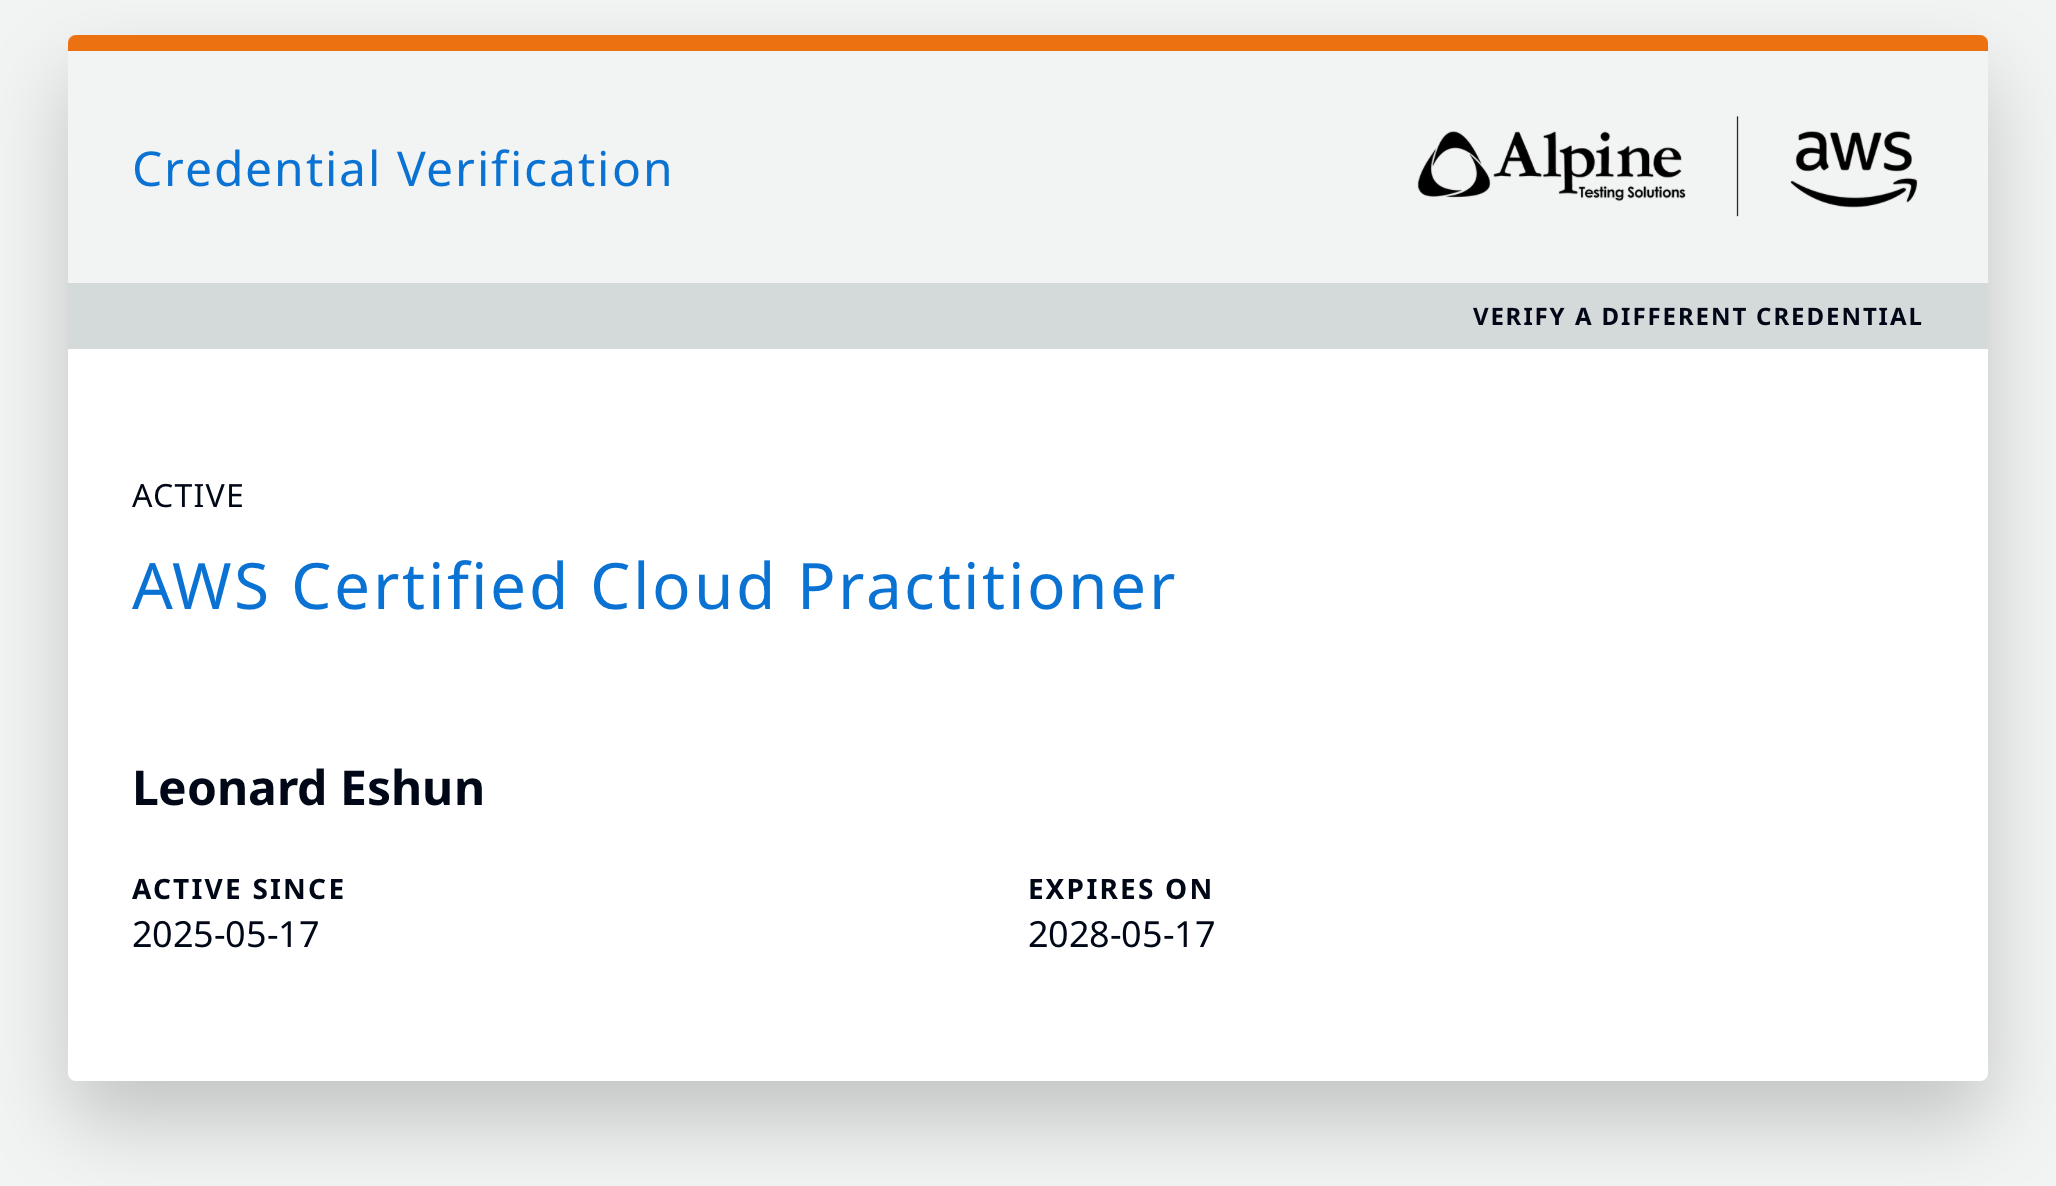 Credential Verification
Alpine
Testing Solutions
aws
VERIFY A DIFFERENT CREDENTIAL
ACTIVE
AWS Certified Cloud Practitioner
Leonard Eshun
ACTIVE SINCE
2025-05-17
EXPIRES ON
2028-05-17